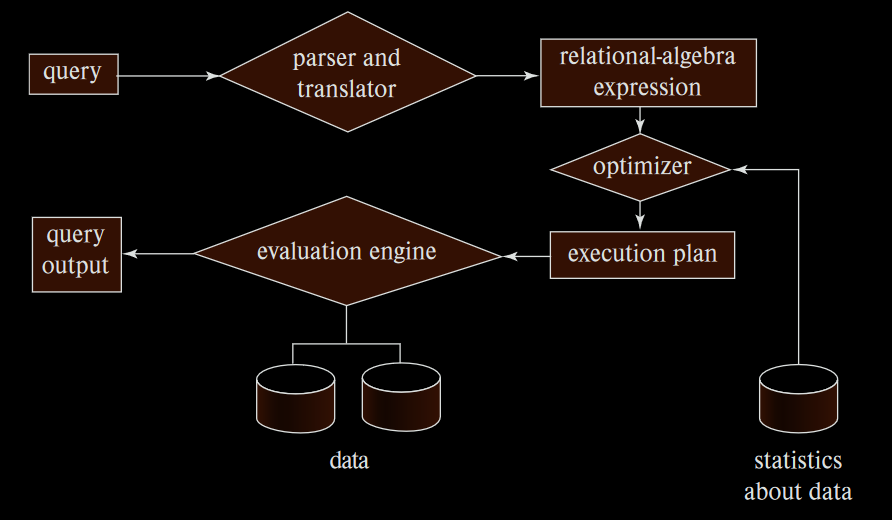 query
parser and
translator
relational-algebra
expression
optimizer
query
output
evaluation engine
execution plan
data
statistics
about data